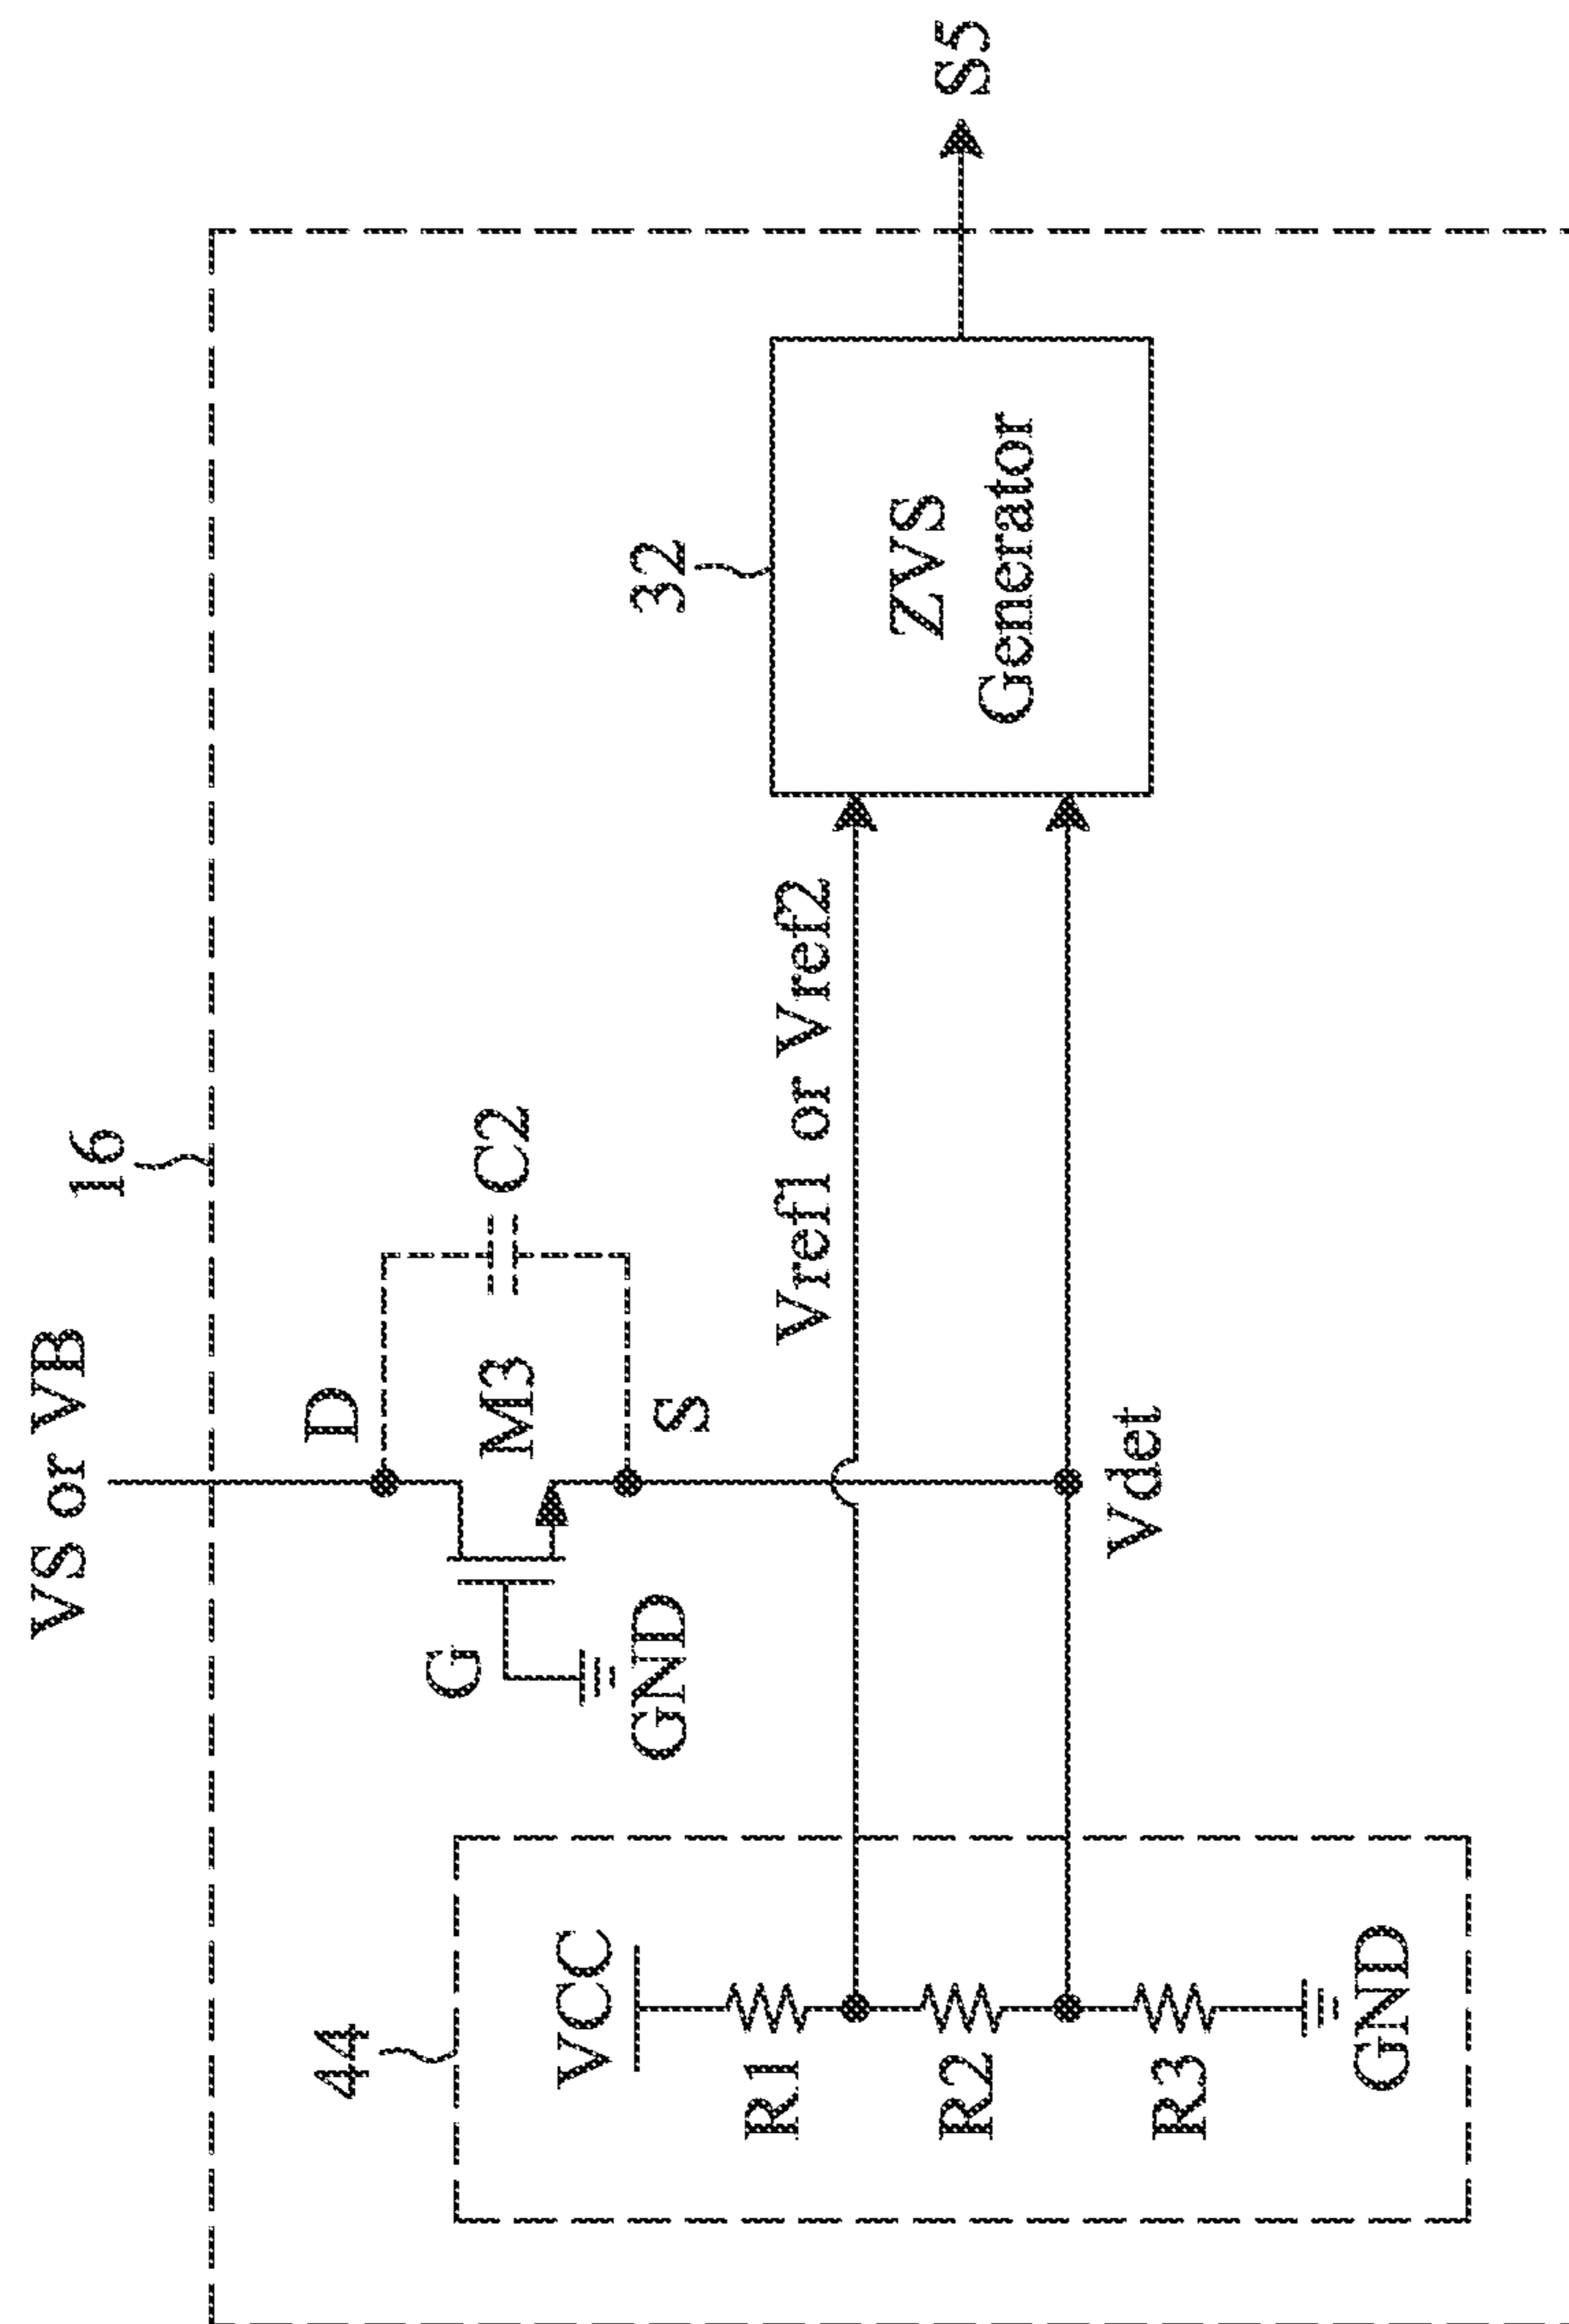 VS or VB
16
D
G
M3
C2
S
GND
44
VCC
R1
R2
R3
GND
Vref1 or Vref2
Vdet
32
ZVS
Generator
S5